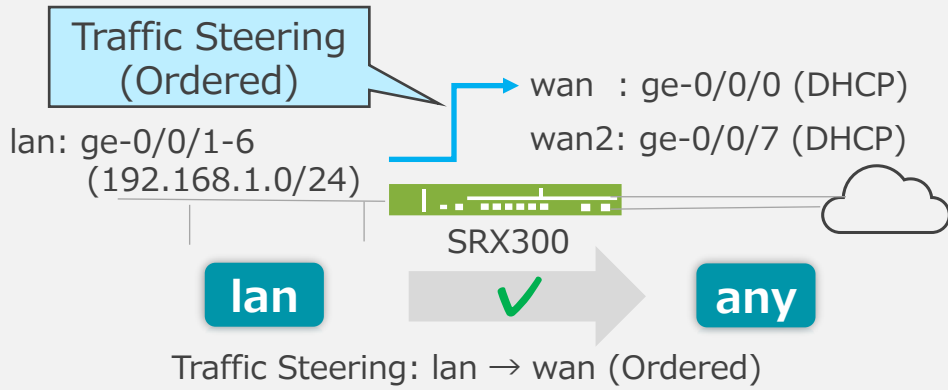 Traffic Steering
(Ordered)
wan : ge-0/0/0 (DHCP)
lan: ge-0/0/1-6
wan2: ge-0/0/7 (DHCP)
(192.168.1.0/24)
SRX300
lan
any
Traffic Steering: lan → wan (Ordered)